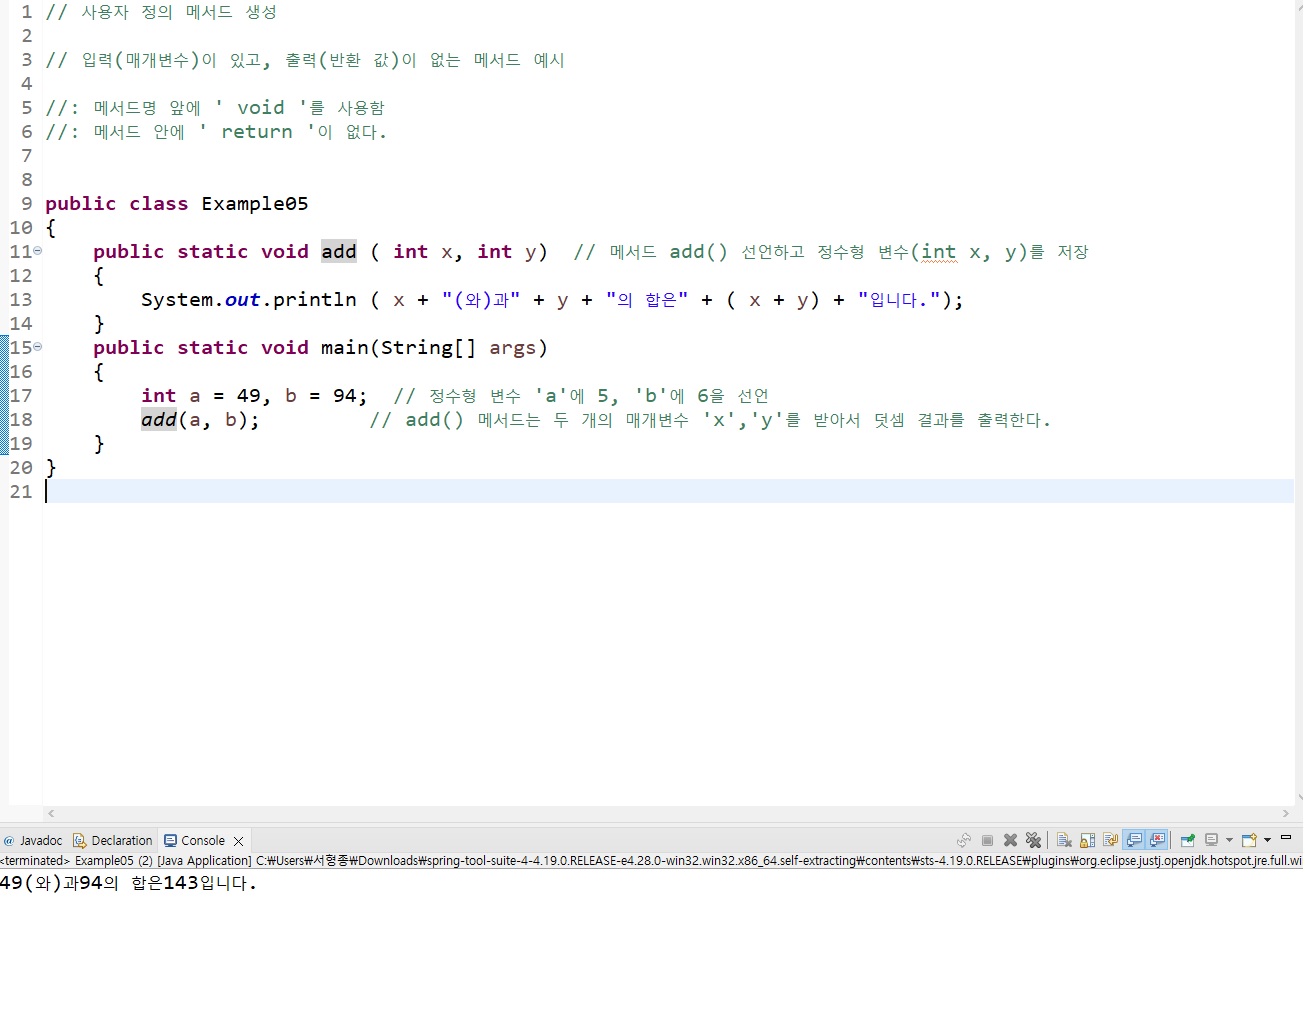 1 // 사용자 정의 메서드 생성
2
3 // 입력(매개변수)이 있고, 출력(반환 값)이 없는 메서드 예시
4
5 //: 메서드명 앞에 ' void '를 사용함
6 //: 메서드 안에 ' return '이 없다.
7
8
9 public class Example05
10 {
11 public static void add ( int x, int y) // 메서드 add() 선언하고 정수형 변수(int x, y)를 저장
12 {
13 System.out.println ( x + "(와)과" + y + "의 합은" + ( x + y) + "입니다.");
14 }
15 public static void main(String[] args)
16 {
17 int a = 49, b = 94; // 정수형 변수 'a'에 5, 'b'에 6을 선언
18 add(a, b); // add() 메서드는 두 개의 매개변수 'x','y'를 받아서 덧셈 결과를 출력한다.
19 }
20 }
21
@ Javadoc Declaration Console
<terminated> Example05 (2) [Java Application] C:₩Users₩서형종₩Downloads₩spring-tool-suite-4-4.19.0.RELEASE-e4.28.0-win32.win32.x86_64.self-extracting₩contents₩sts-4.19.0.RELEASE₩plugins₩org.eclipse.justj.openjdk.hotspot.jre.full.wi
49(와)과94의 합은143입니다.